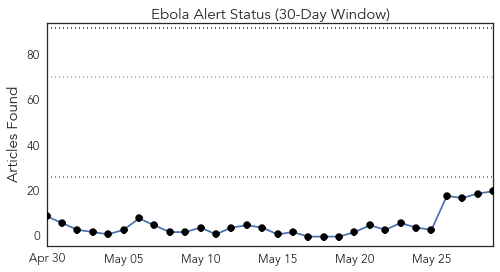 Ebola Alert Status (30-Day Window)
Articles Found
80
60
40
20
0
Apr 30 May 05 May 10 May 15 May 20 May 25